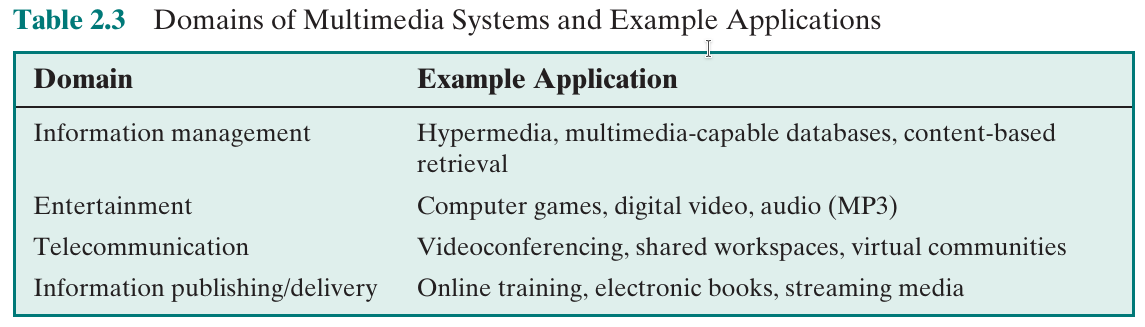 Table 2.3 Domains of Multimedia Systems and Example Applications
Domain Example Application
Information management Hypermedia, multimedia-capable databases, content-based
retrieval
Entertainment Computer games, digital video, audio (MP3)
Telecommunication Videoconferencing, shared workspaces, virtual communities
Information publishing/delivery Online training, electronic books, streaming media